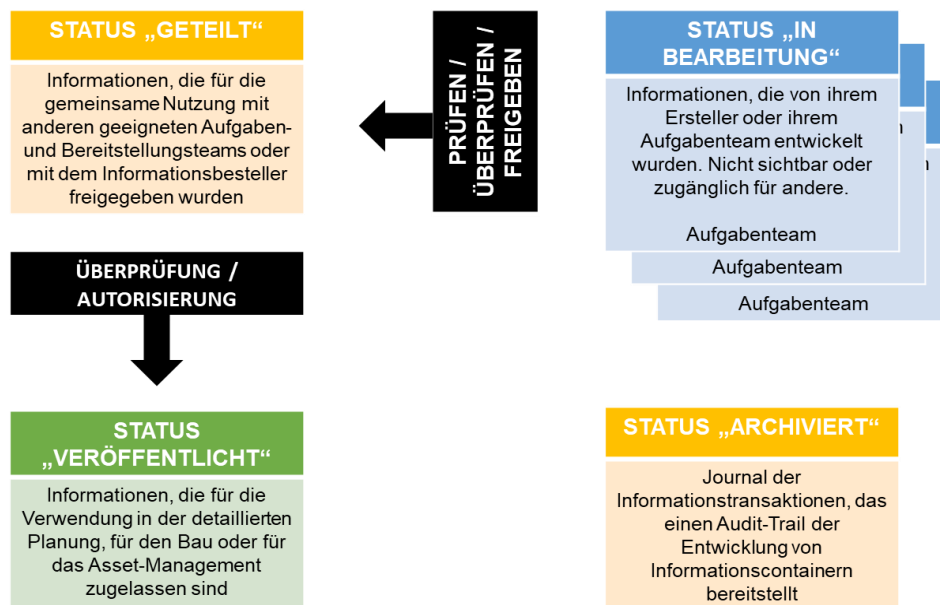 STATUS „GETEILT“
Informationen, die für die
gemeinsame Nutzung mit
anderen geeigneten Aufgaben-
und Bereitstellungsteams oder
mit dem Informationsbesteller
freigegeben wurden
PRÜFEN /
ÜBERPRÜFEN /
FREIGEBEN
STATUS „IN
BEARBEITUNG“
Informationen, die von ihrem
Ersteller oder ihrem
Aufgabenteam entwickelt
wurden. Nicht sichtbar oder
zugänglich für andere.
Aufgabenteam
Aufgabenteam
Aufgabenteam
ÜBERPRÜFUNG /
AUTORISIERUNG
STATUS
„VERÖFFENTLICHT“
Informationen, die für die
Verwendung in der detaillierten
Planung, für den Bau oder für
das Asset-Management
zugelassen sind
STATUS „ARCHIVIERT“
Journal der
Informationstransaktionen, das
einen Audit-Trail der
Entwicklung von
Informationscontainern
bereitstellt